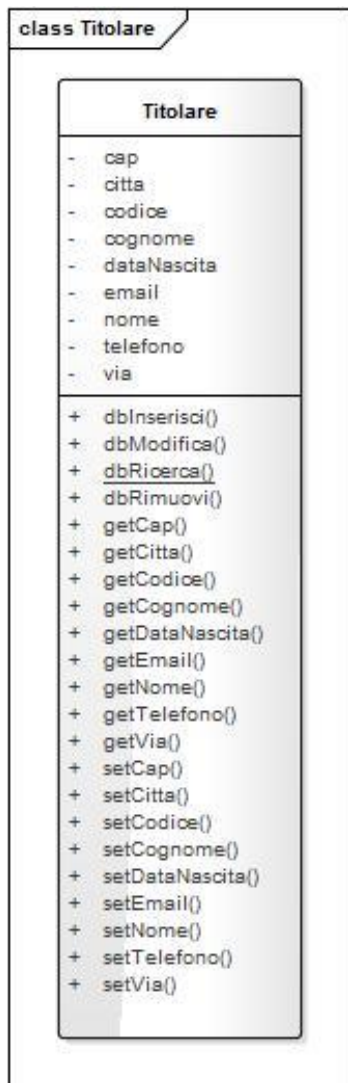 class Titolare
Titolare
- cap
- citta
- codice
- cognome
- dataNascita
- email
- nome
- telefono
- via
+ dbInserisci()
+ dbModifica()
+ dbRicerca()
+ dbRimuovi()
+ getCap()
+ getCitta()
+ getCodice()
+ getCognome()
+ getDataNascita()
+ getEmail()
+ getNome()
+ getTelefono()
+ getVia()
+ setCap()
+ setCitta()
+ setCodice()
+ setCognome()
+ setDataNascita()
+ setEmail()
+ setNome()
+ setTelefono()
+ setVia()